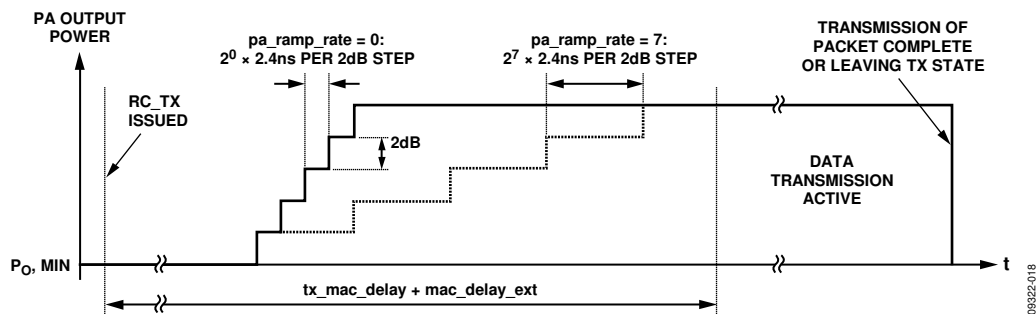 PA OUTPUT
POWER
pa_ramp_rate = 0:
2⁰ × 2.4ns PER 2dB STEP
pa_ramp_rate = 7:
2⁷ × 2.4ns PER 2dB STEP
TRANSMISSION OF
PACKET COMPLETE
OR LEAVING TX STATE
RC_TX
ISSUED
2dB
DATA
TRANSMISSION
ACTIVE
P_O, MIN
t
tx_mac_delay + mac_delay_ext
09322-018